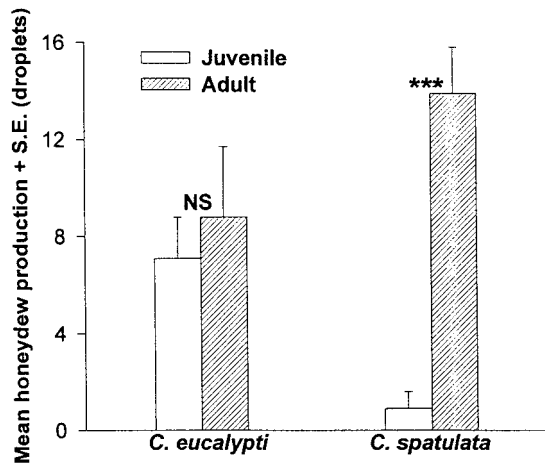 Mean honeydew production + S.E. (droplets)
16
12
8
4
0
Juvenile
Adult
NS
***
C. eucalypti
C. spatulata